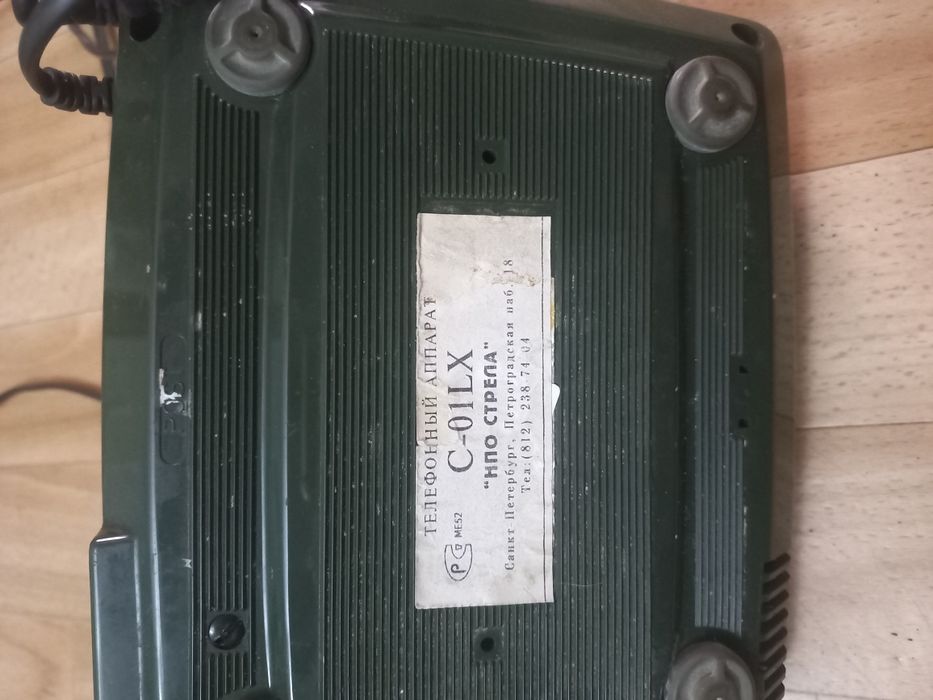 ТЕЛЕФОННЫЙ АППАРАТ
С-01LX
"НПО СТРЕЛА"
МЕ52
Санкт-Петербург, Петроградская наб. 18
Тел:(812) 238 74 04